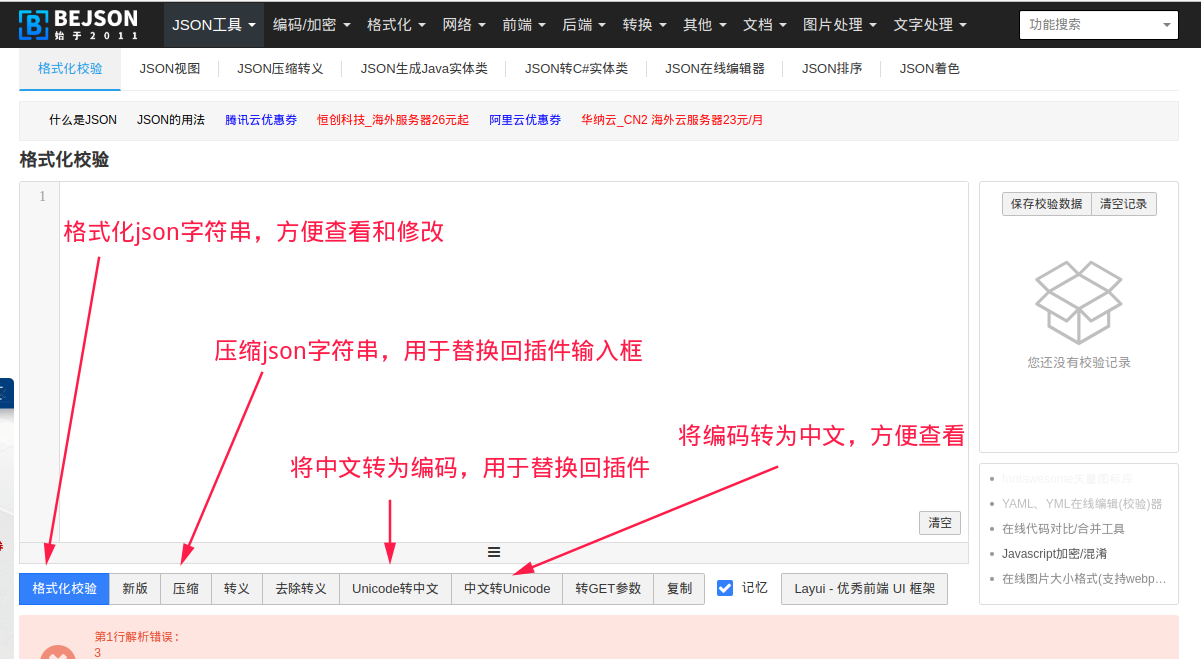 BEJSON
始于2011
JSON工具 编码/加密 格式化 网络 前端 后端 转换 其他 文档 图片处理 文字处理 功能搜索
格式化校验 JSON视图 JSON压缩转义 JSON生成Java实体类 JSON转C#实体类 JSON在线编辑器 JSON排序 JSON着色
什么是JSON JSON的用法 腾讯云优惠券 恒创科技_海外服务器26元起 阿里云优惠券 华纳云_CN2 海外云服务器23元/月
格式化校验
1
格式化json字符串，方便查看和修改
压缩json字符串，用于替换回插件输入框
将编码转为中文，方便查看
将中文转为编码，用于替换回插件
清空
格式化校验 新版 压缩 转义 去除转义 Unicode转中文 中文转Unicode 转GET参数 复制 记忆 Layui - 优秀前端 UI 框架
第1行解析错误：
3
保存校验数据 清空记录
您还没有校验记录
fontawesome矢量图标库
YAML、YML在线编辑(校验)器
在线代码对比/合并工具
Javascript加密/混淆
在线图片大小格式(支持webp…